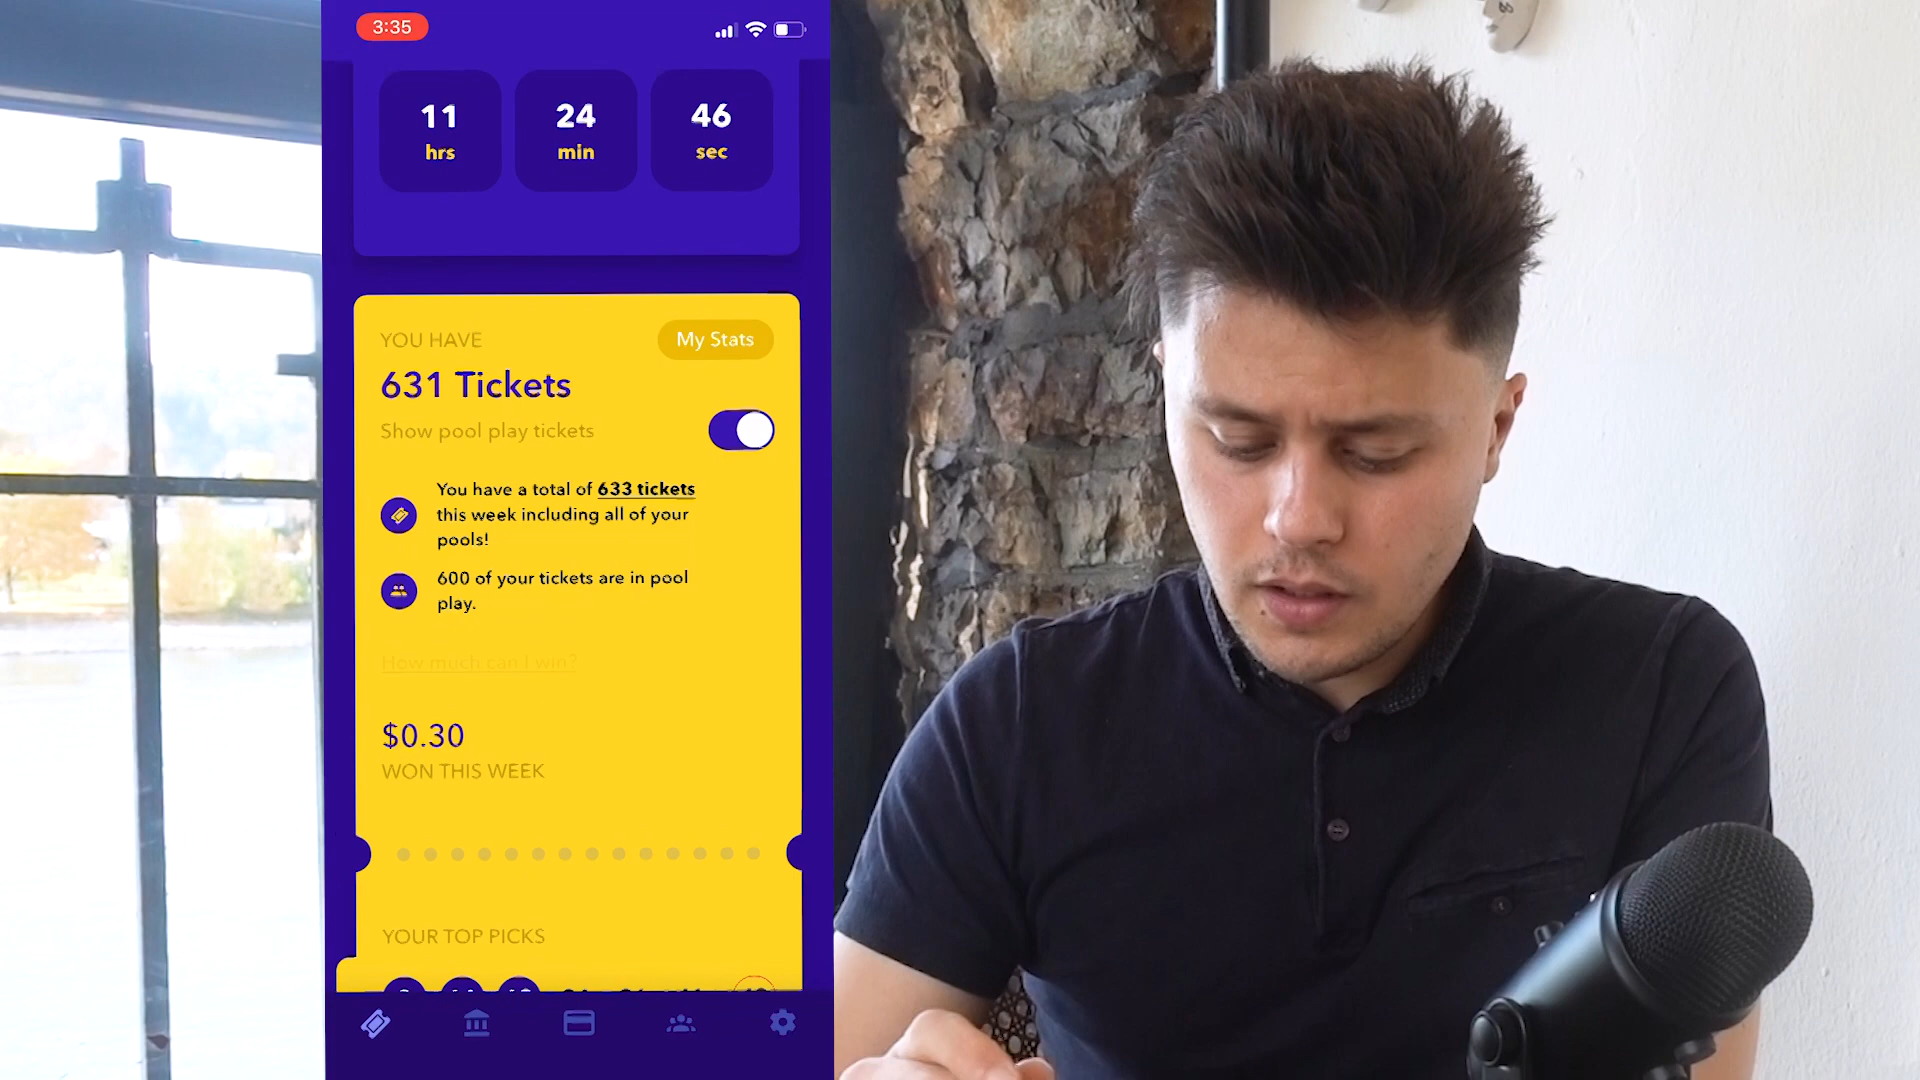 3:35
11 24 46
hrs min sec
YOU HAVE My Stats
631 Tickets
Show pool play tickets
You have a total of 633 tickets
this week including all of your
pools!
600 of your tickets are in pool
play.
How much can I win?
$0.30
WON THIS WEEK
YOUR TOP PICKS